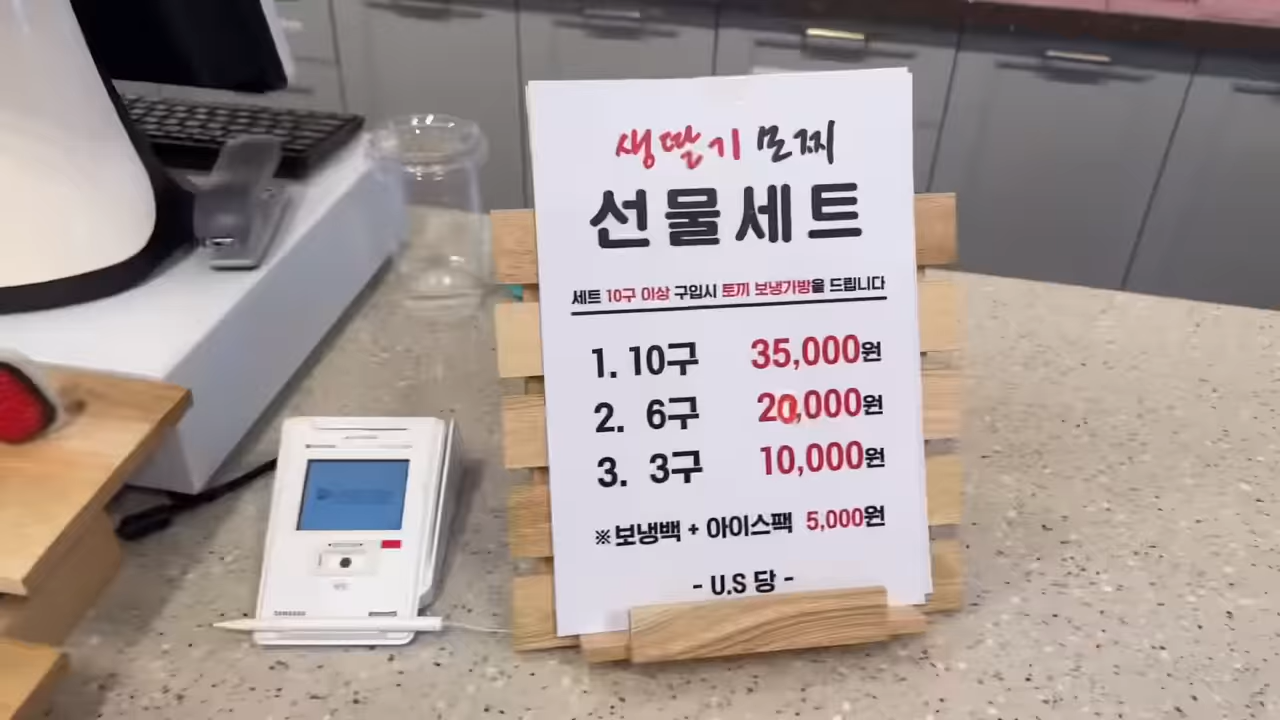 생딸기 모찌
선물세트
세트 10구 이상 구입시 토끼 보냉가방을 드립니다
1. 10구 35,000원
2. 6구 20,000원
3. 3구 10,000원
※보냉백 + 아이스팩 5,000원
- U.S 당 -
SAMSUNG